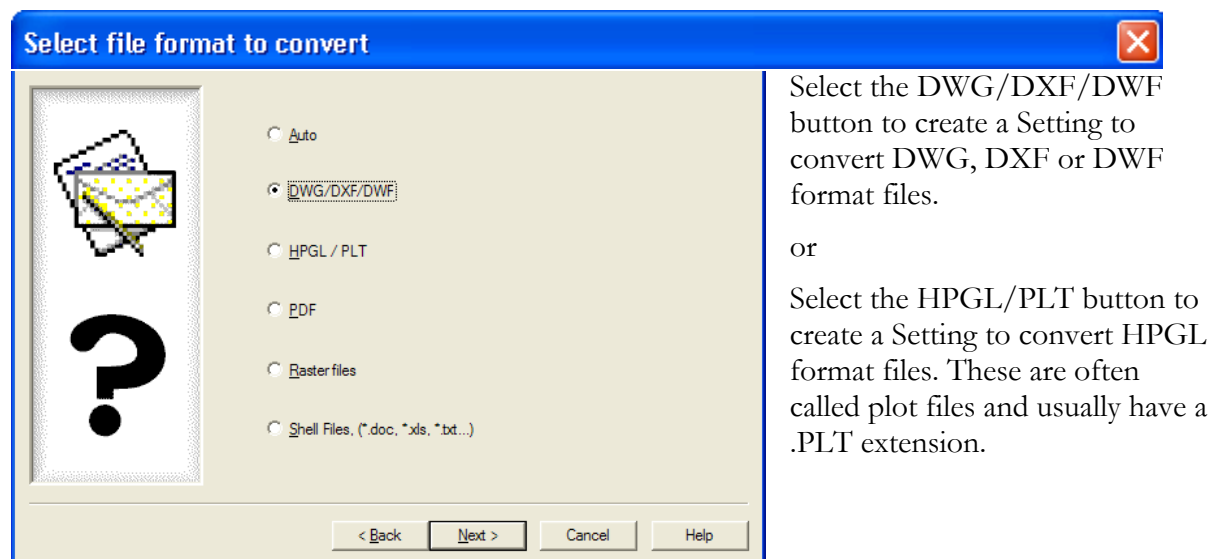 Select file format to convert
Auto
DWG/DXF/DWF
HPGL / PLT
PDF
Raster files
Shell Files, (*.doc, *.xls, *.txt...)
< Back Next > Cancel Help
Select the DWG/DXF/DWF
button to create a Setting to
convert DWG, DXF or DWF
format files.
or
Select the HPGL/PLT button to
create a Setting to convert HPGL
format files. These are often
called plot files and usually have a
.PLT extension.